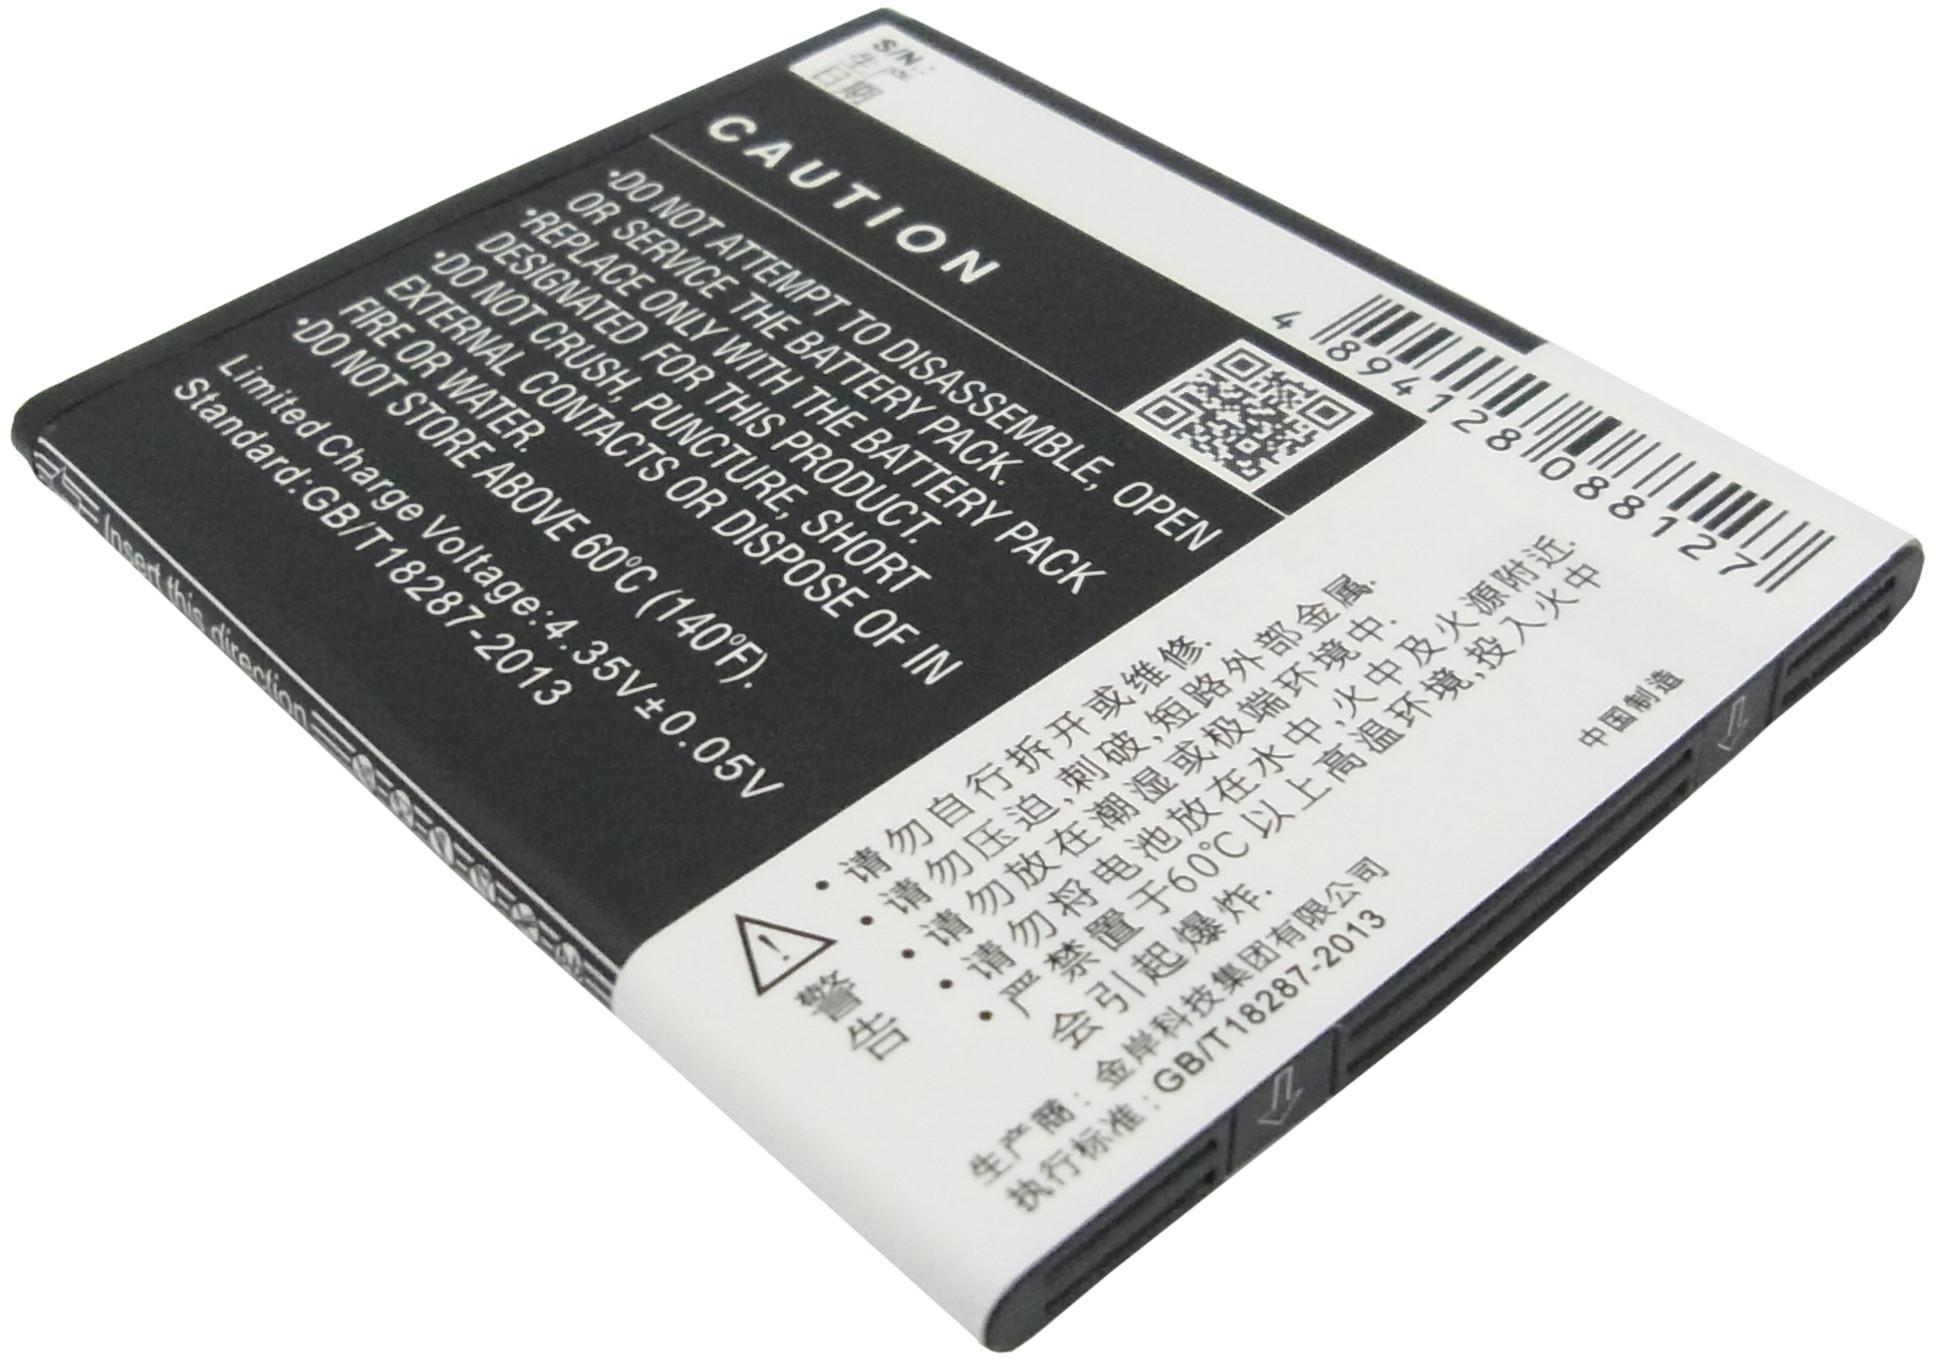 S/N:
生产
日期
CAUTION
•DO NOT ATTEMPT TO DISASSEMBLE, OPEN
OR SERVICE THE BATTERY PACK.
•REPLACE ONLY WITH THE BATTERY PACK
DESIGNATED FOR THIS PRODUCT.
•DO NOT CRUSH, PUNCTURE, SHORT
EXTERNAL CONTACTS OR DISPOSE OF IN
FIRE OR WATER.
•DO NOT STORE ABOVE 60°C (140°F).
Limited Charge Voltage:4.35V±0.05V
Standard:GB/T18287-2013
Insert this direction
4 894128 088127
警
告
•请勿自行拆开或维修.
•请勿压迫,刺破,短路外部金属.
•请勿放在潮湿或极端环境中.
•请勿将电池放在水中,火中及火源附近.
•严禁置于60℃以上高温环境,投入火中
会引起爆炸.
生产商: 金岸科技集团有限公司
执行标准: GB/T18287-2013
中国制造